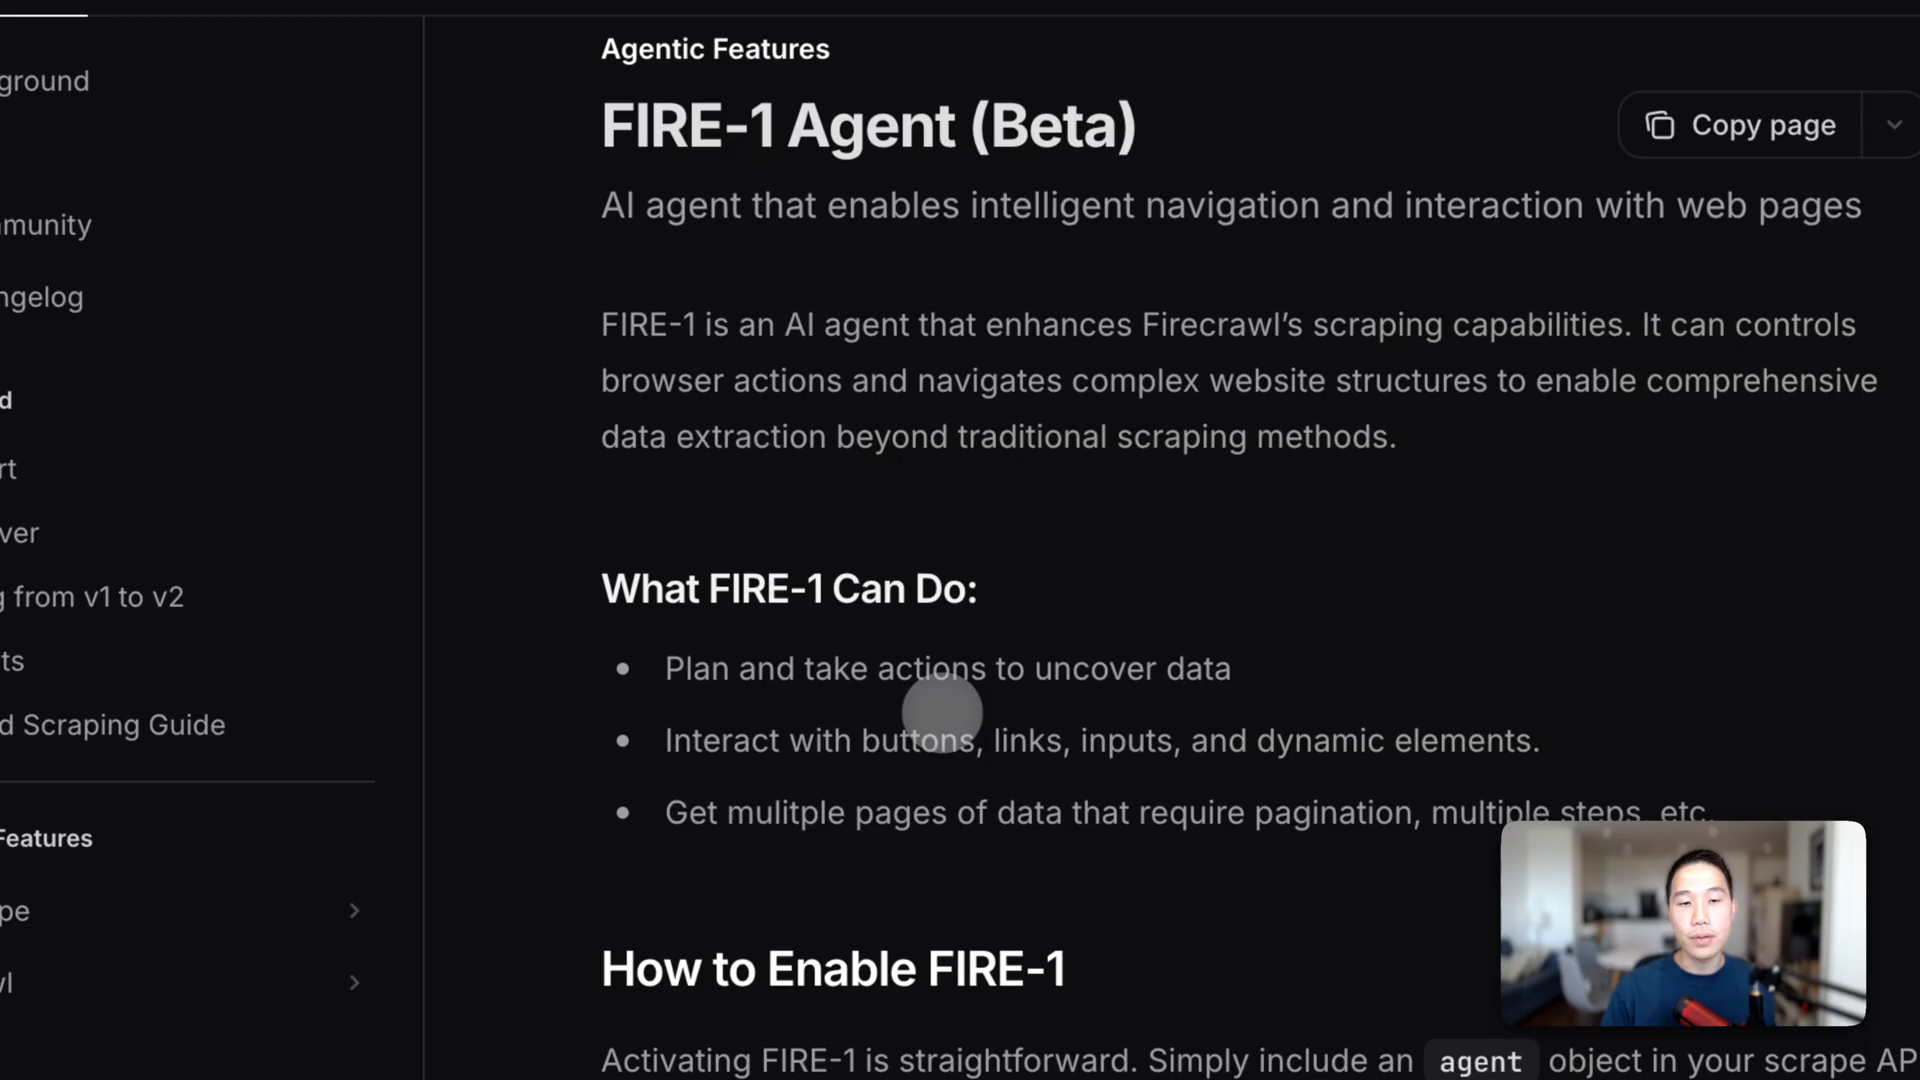 ground
mmunity
ngelog
d
rt
ver
g from v1 to v2
ts
d Scraping Guide
Features
pe
wl
Agentic Features
FIRE-1 Agent (Beta)
Copy page
AI agent that enables intelligent navigation and interaction with web pages
FIRE-1 is an AI agent that enhances Firecrawl’s scraping capabilities. It can controls
browser actions and navigates complex website structures to enable comprehensive
data extraction beyond traditional scraping methods.
What FIRE-1 Can Do:
Plan and take actions to uncover data
Interact with buttons, links, inputs, and dynamic elements.
Get mulitple pages of data that require pagination, multiple steps, etc.
How to Enable FIRE-1
Activating FIRE-1 is straightforward. Simply include an agent object in your scrape AP